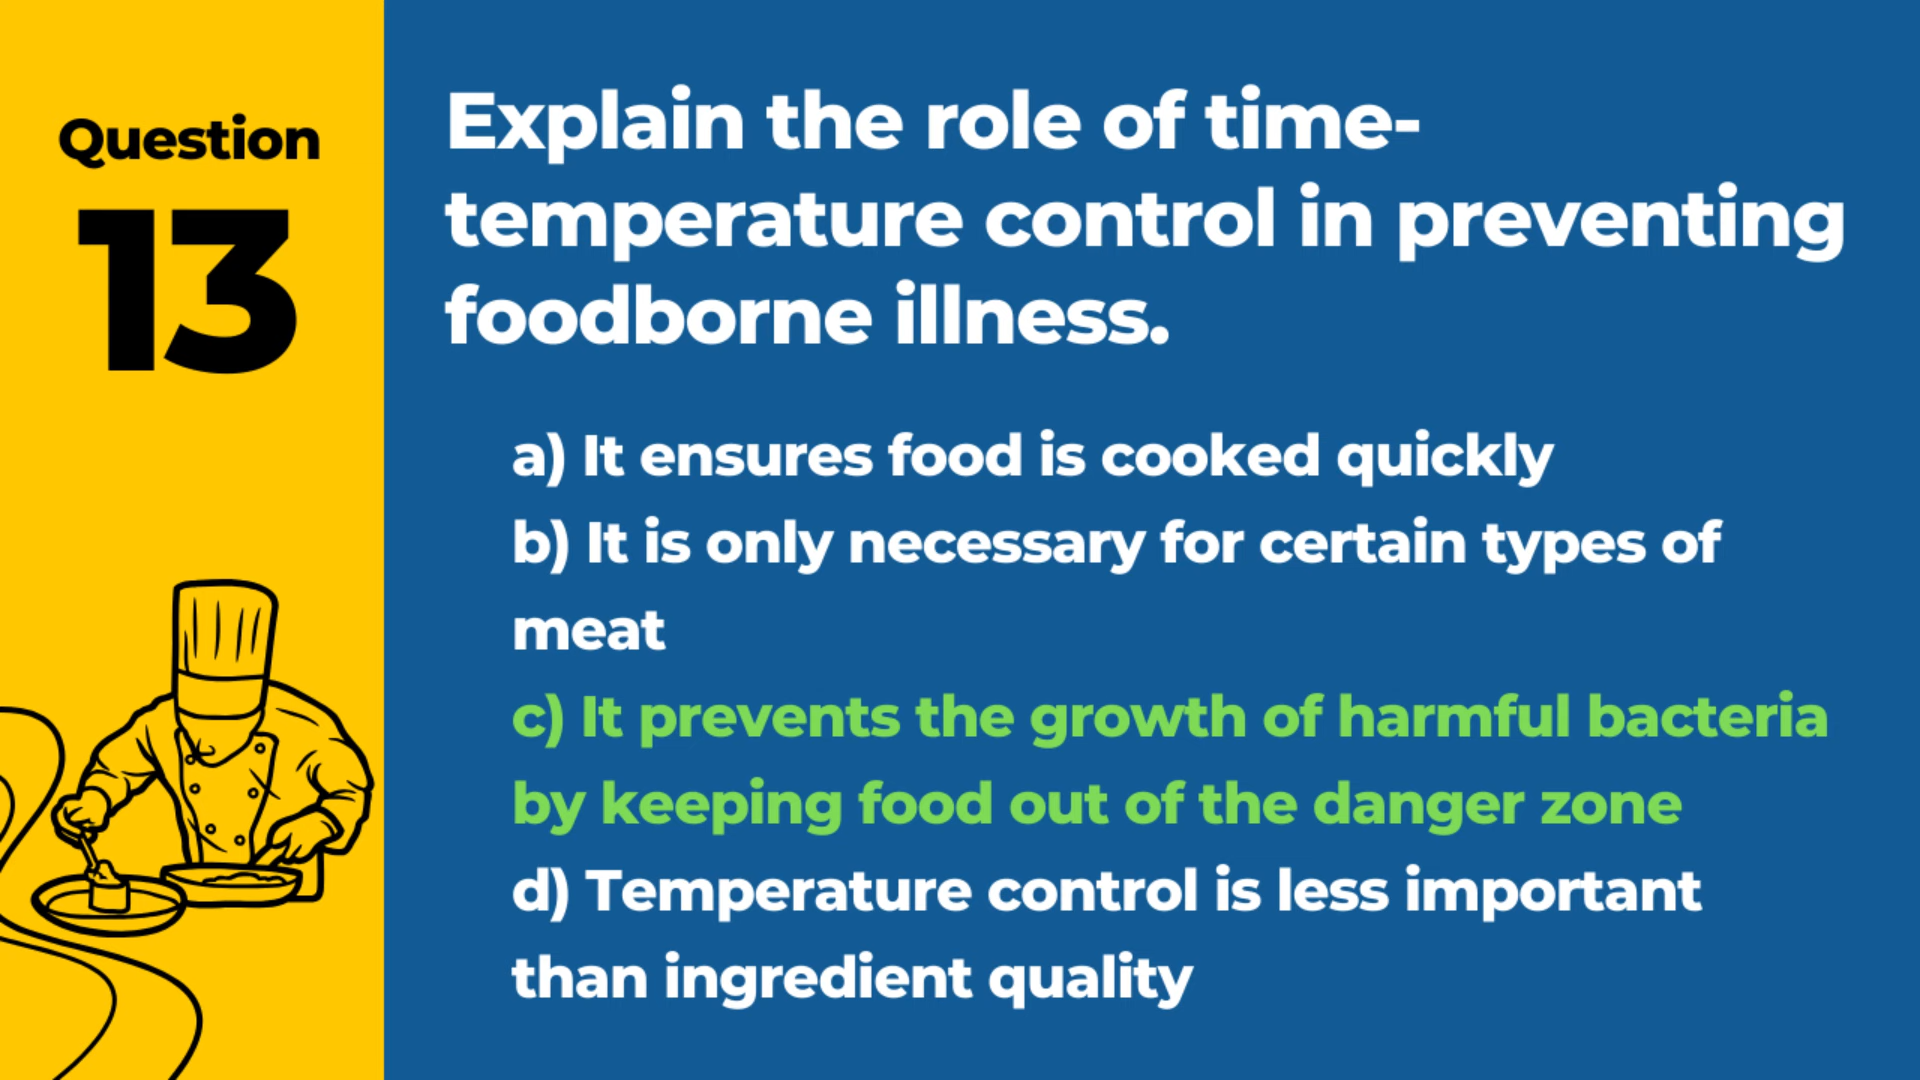 Question
13
Explain the role of time-
temperature control in preventing
foodborne illness.
a) It ensures food is cooked quickly
b) It is only necessary for certain types of
meat
c) It prevents the growth of harmful bacteria
by keeping food out of the danger zone
d) Temperature control is less important
than ingredient quality